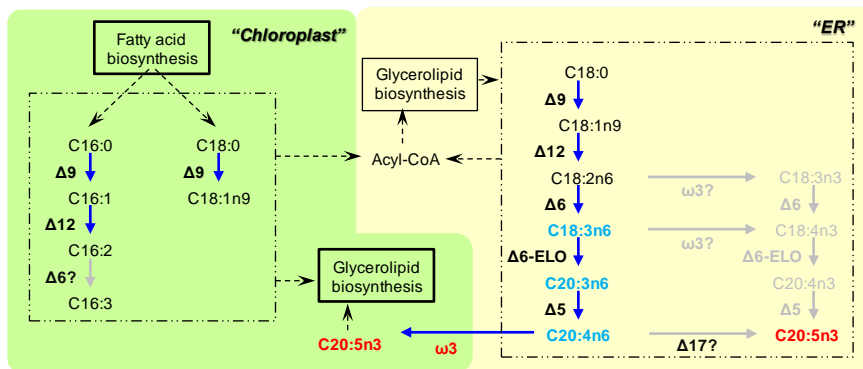 "Chloroplast"
Fatty acid
biosynthesis
C16:0
Δ9
C16:1
Δ12
C16:2
Δ6?
C16:3
C18:0
Δ9
C18:1n9
Glycerolipid
biosynthesis
C20:5n3
ω3
"ER"
Glycerolipid
biosynthesis
Acyl-CoA
C18:0
Δ9
C18:1n9
Δ12
C18:2n6
ω3?
C18:3n3
Δ6
Δ6
C18:3n6
ω3?
C18:4n3
Δ6-ELO
Δ6-ELO
C20:3n6
C20:4n3
Δ5
Δ5
C20:4n6
Δ17?
C20:5n3